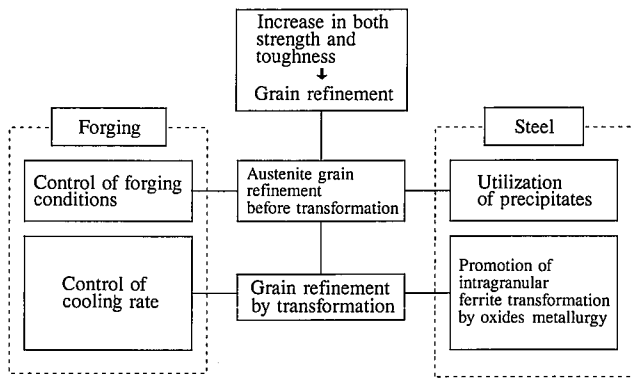 Increase in both
strength and
toughness
↓
Grain refinement
Forging
Steel
Control of forging
conditions
Austenite grain
refinement
before transformation
Utilization
of precipitates
Control of
cooling rate
Grain refinement
by transformation
Promotion of
intragranular
ferrite transformation
by oxides metallurgy